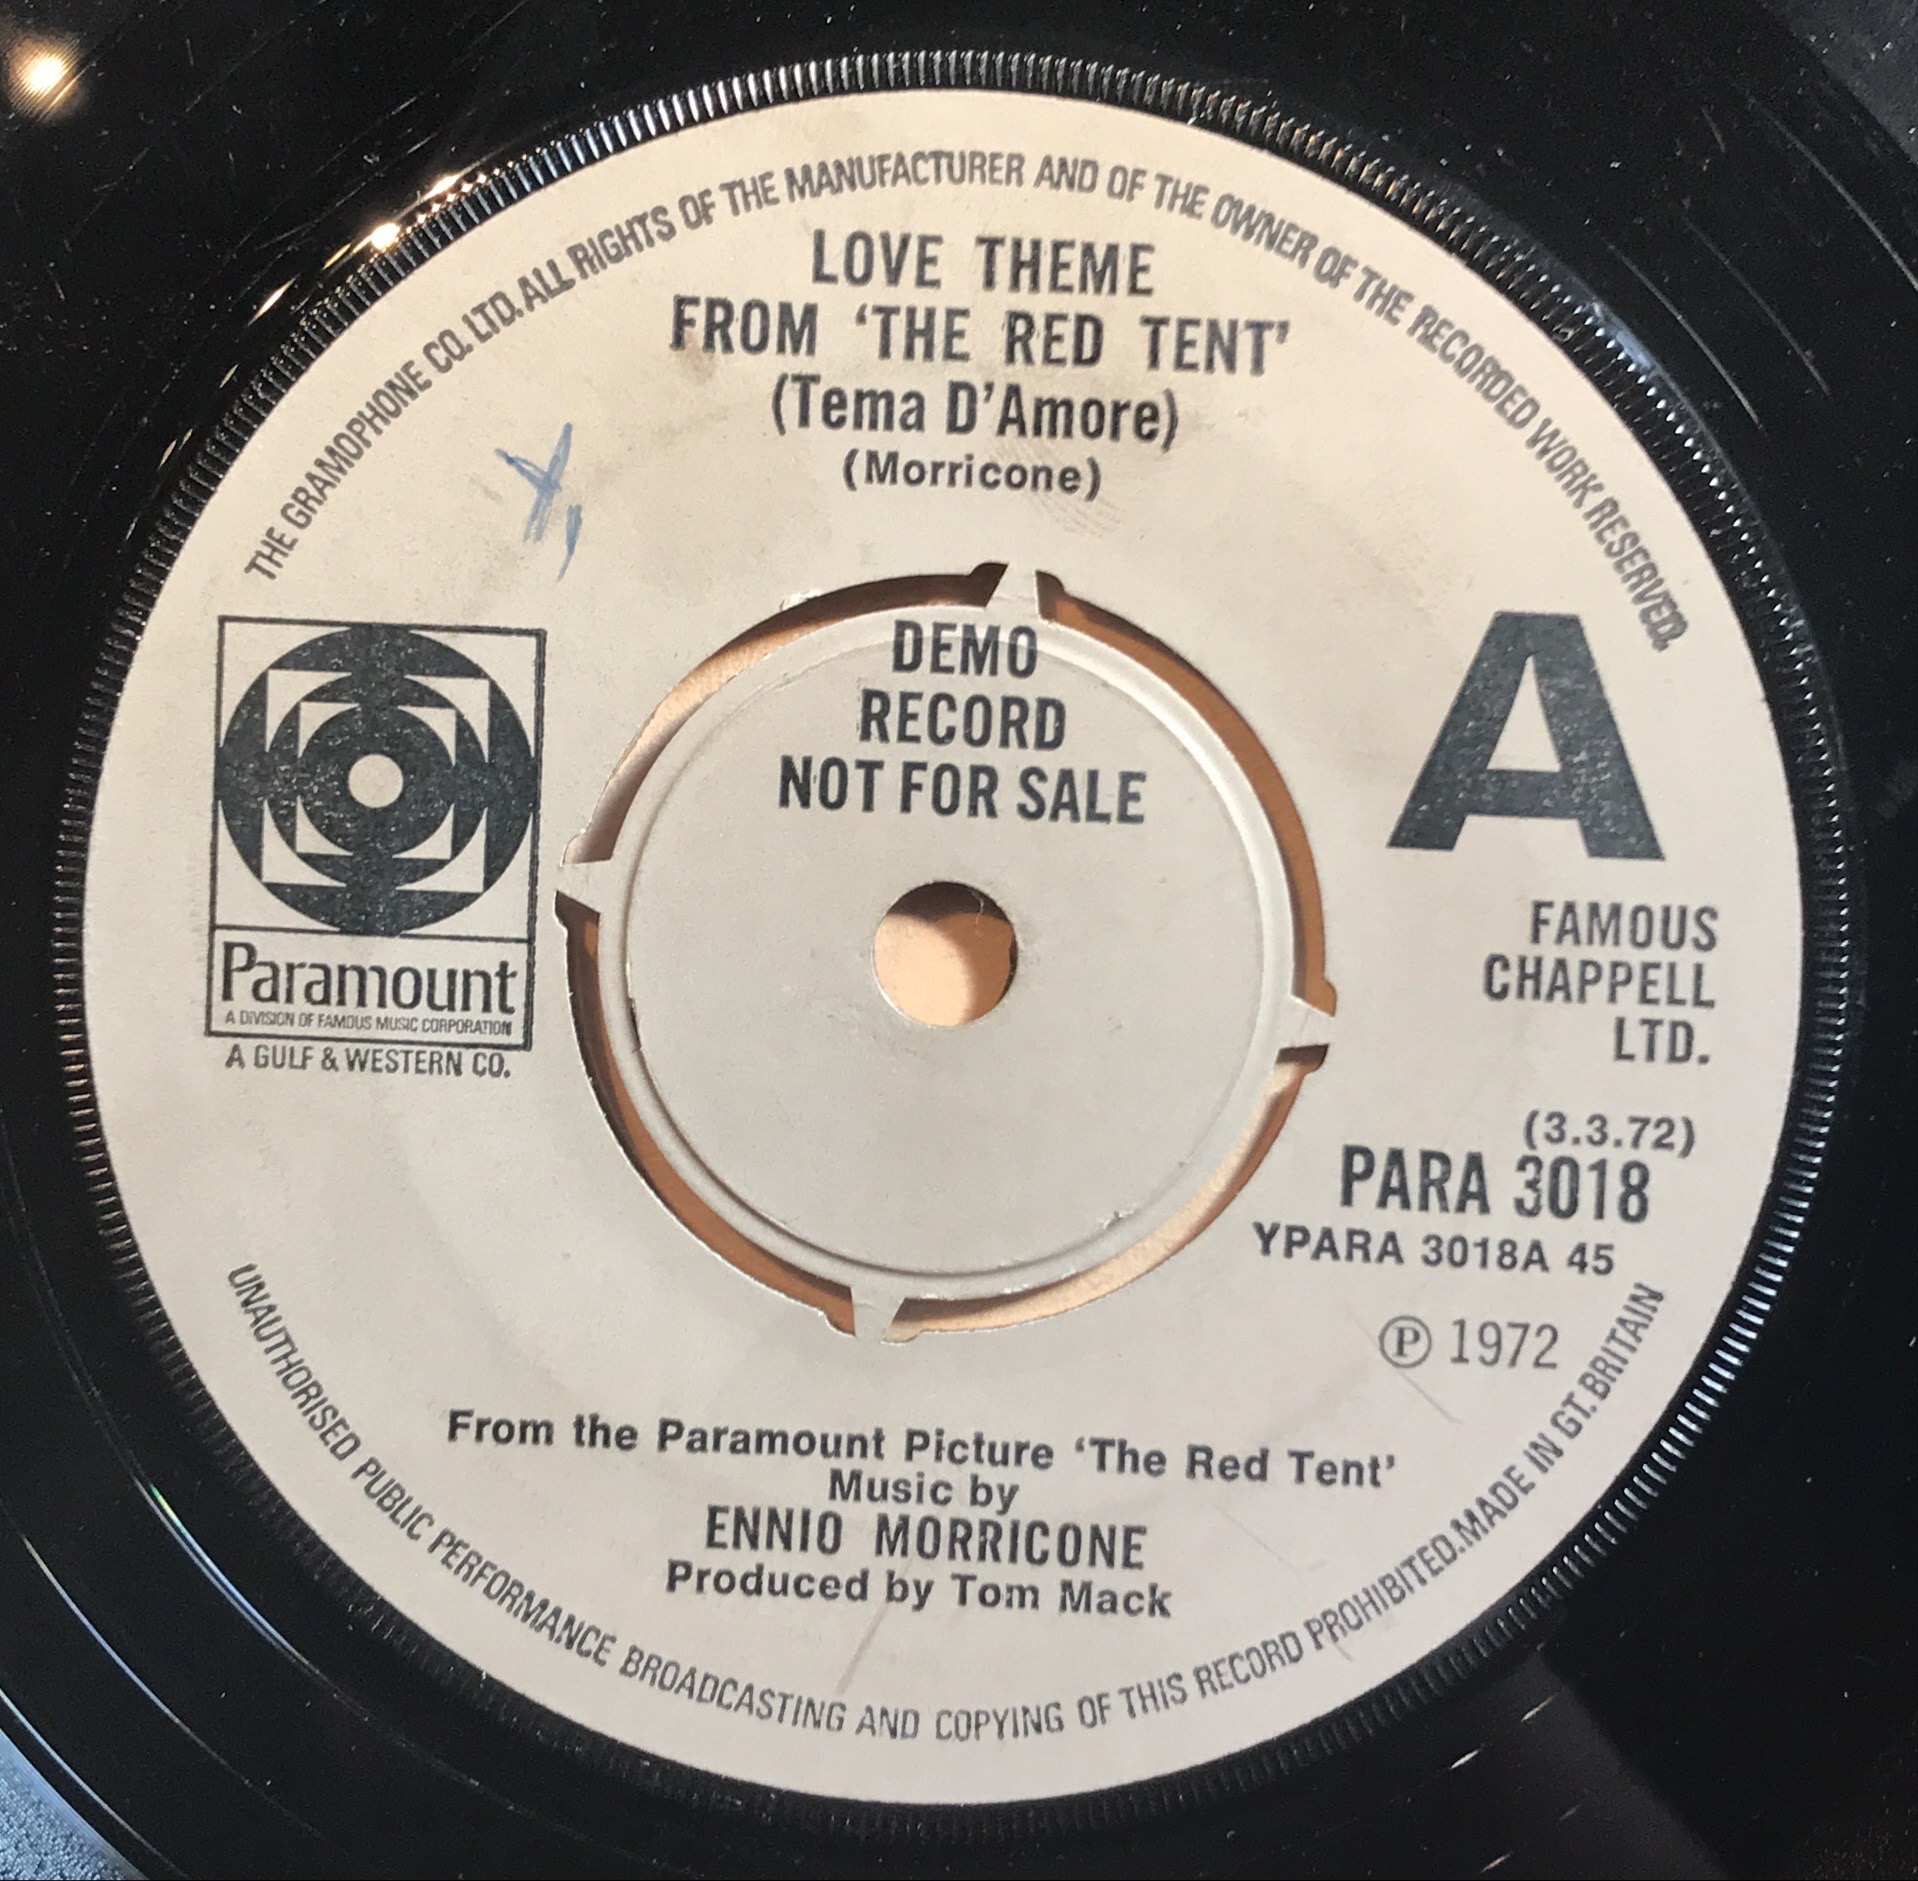 THE GRAMOPHONE CO. LTD. ALL RIGHTS OF THE MANUFACTURER AND OF THE OWNER OF THE RECORDED WORK RESERVED.
LOVE THEME
FROM ‘THE RED TENT’
(Tema D’Amore)
(Morricone)
DEMO
RECORD
NOT FOR SALE
A
Paramount
A DIVISION OF FAMOUS MUSIC CORPORATION
A GULF & WESTERN CO.
FAMOUS
CHAPPELL
LTD.
(3.3.72)
PARA 3018
YPARA 3018A 45
Ⓟ 1972
From the Paramount Picture ‘The Red Tent’
Music by
ENNIO MORRICONE
Produced by Tom Mack
UNAUTHORISED PUBLIC PERFORMANCE BROADCASTING AND COPYING OF THIS RECORD PROHIBITED. MADE IN GT. BRITAIN